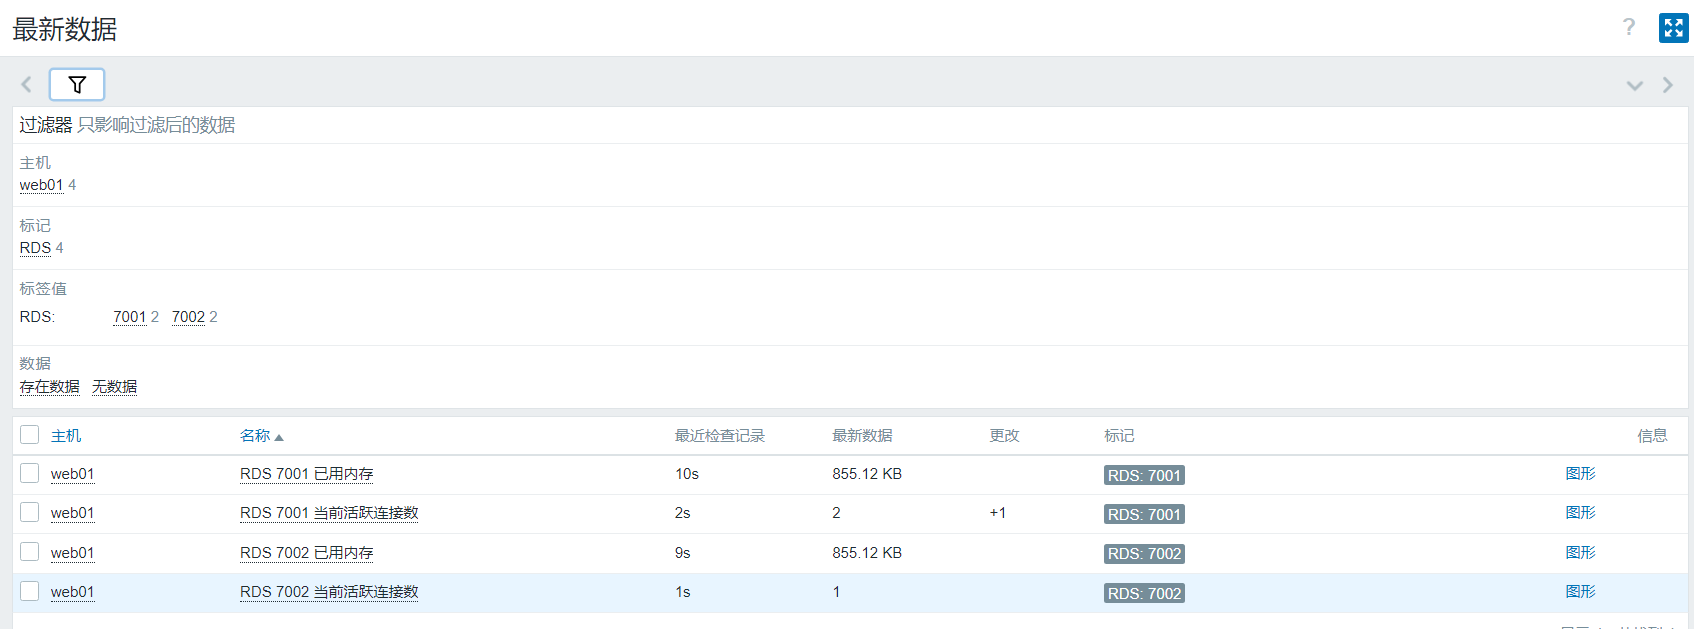 最新数据
?
过滤器 只影响过滤后的数据
主机
web01 4
标记
RDS 4
标签值
RDS: 7001 2 7002 2
数据
存在数据 无数据
主机 名称 最近检查记录 最新数据 更改 标记 信息
web01 RDS 7001 已用内存 10s 855.12 KB RDS: 7001 图形
web01 RDS 7001 当前活跃连接数 2s 2 +1 RDS: 7001 图形
web01 RDS 7002 已用内存 9s 855.12 KB RDS: 7002 图形
web01 RDS 7002 当前活跃连接数 1s 1 RDS: 7002 图形